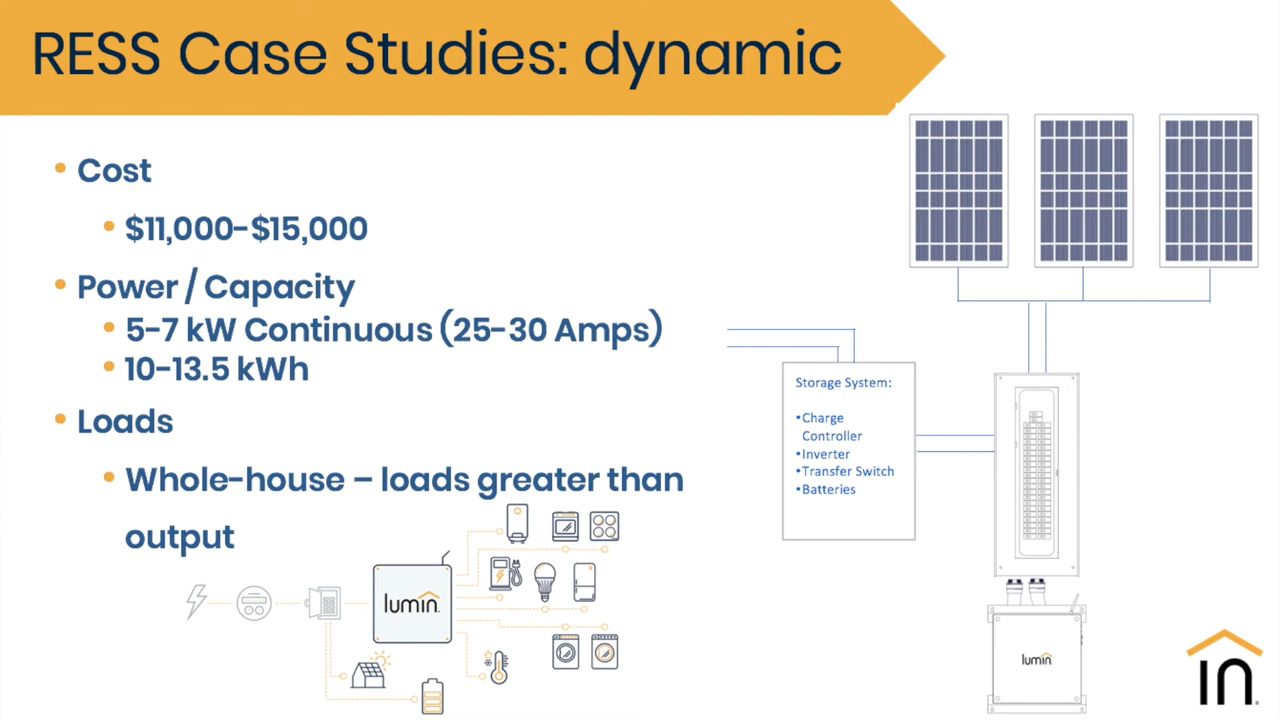 RESS Case Studies: dynamic
• Cost
• $11,000–$15,000
• Power / Capacity
• 5-7 kW Continuous (25-30 Amps)
• 10-13.5 kWh
• Loads
• Whole-house – loads greater than
output
Storage System:
•Charge
Controller
•Inverter
•Transfer Switch
•Batteries
lumin
lumin
in